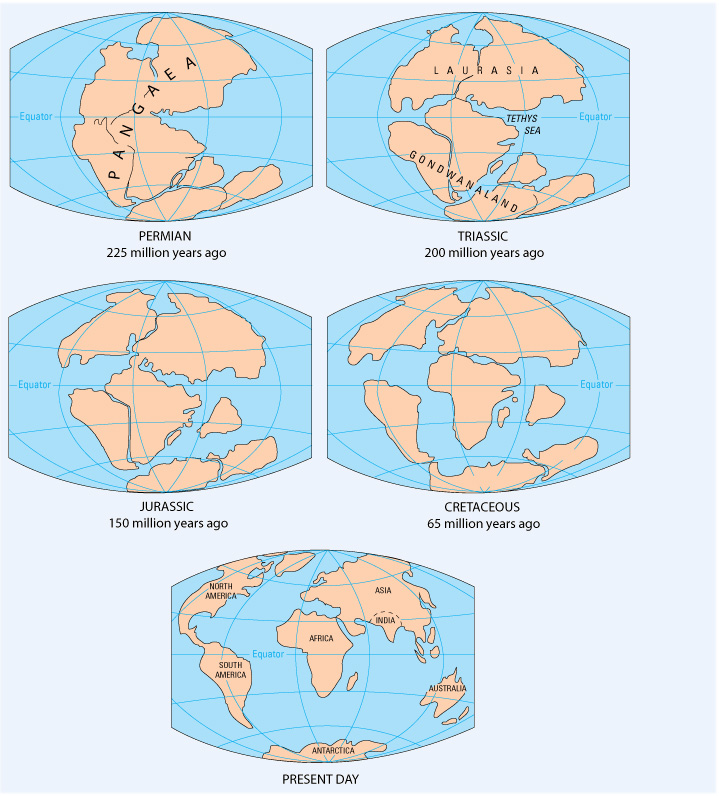 PANGAEA
Equator
PERMIAN
225 million years ago
LAURASIA
TETHYS
SEA
Equator
GONDWANALAND
TRIASSIC
200 million years ago
Equator
JURASSIC
150 million years ago
Equator
CRETACEOUS
65 million years ago
NORTH
AMERICA
ASIA
INDIA
AFRICA
Equator
SOUTH
AMERICA
AUSTRALIA
ANTARCTICA
PRESENT DAY